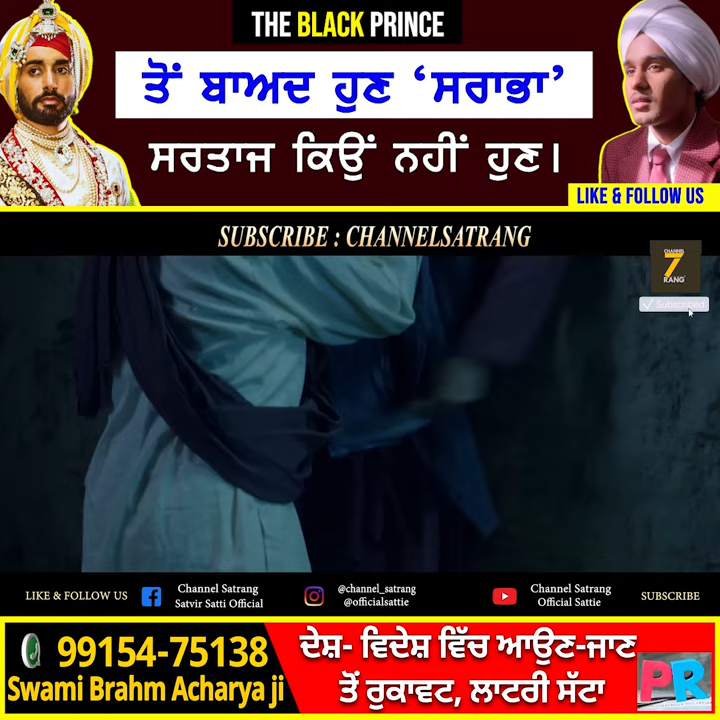 THE BLACK PRINCE
ਤੋਂ ਬਾਅਦ ਹੁਣ ‘ਸਰਾਭਾ’
ਸਰਤਾਜ ਕਿਉਂ ਨਹੀਂ ਹੁਣ।
LIKE & FOLLOW US
SUBSCRIBE : CHANNELSATRANG
CHANNEL
7
RANG
Subscribed
LIKE & FOLLOW US
Channel Satrang
Satvir Satti Official
@channel_satrang
@officialsattie
Channel Satrang
Official Sattie
SUBSCRIBE
99154-75138
Swami Brahm Acharya ji
ਦੇਸ਼- ਵਿਦੇਸ਼ ਵਿੱਚ ਆਉਣ-ਜਾਣ
ਤੋਂ ਰੁਕਾਵਟ, ਲਾਟਰੀ ਸੱਟਾ
PR